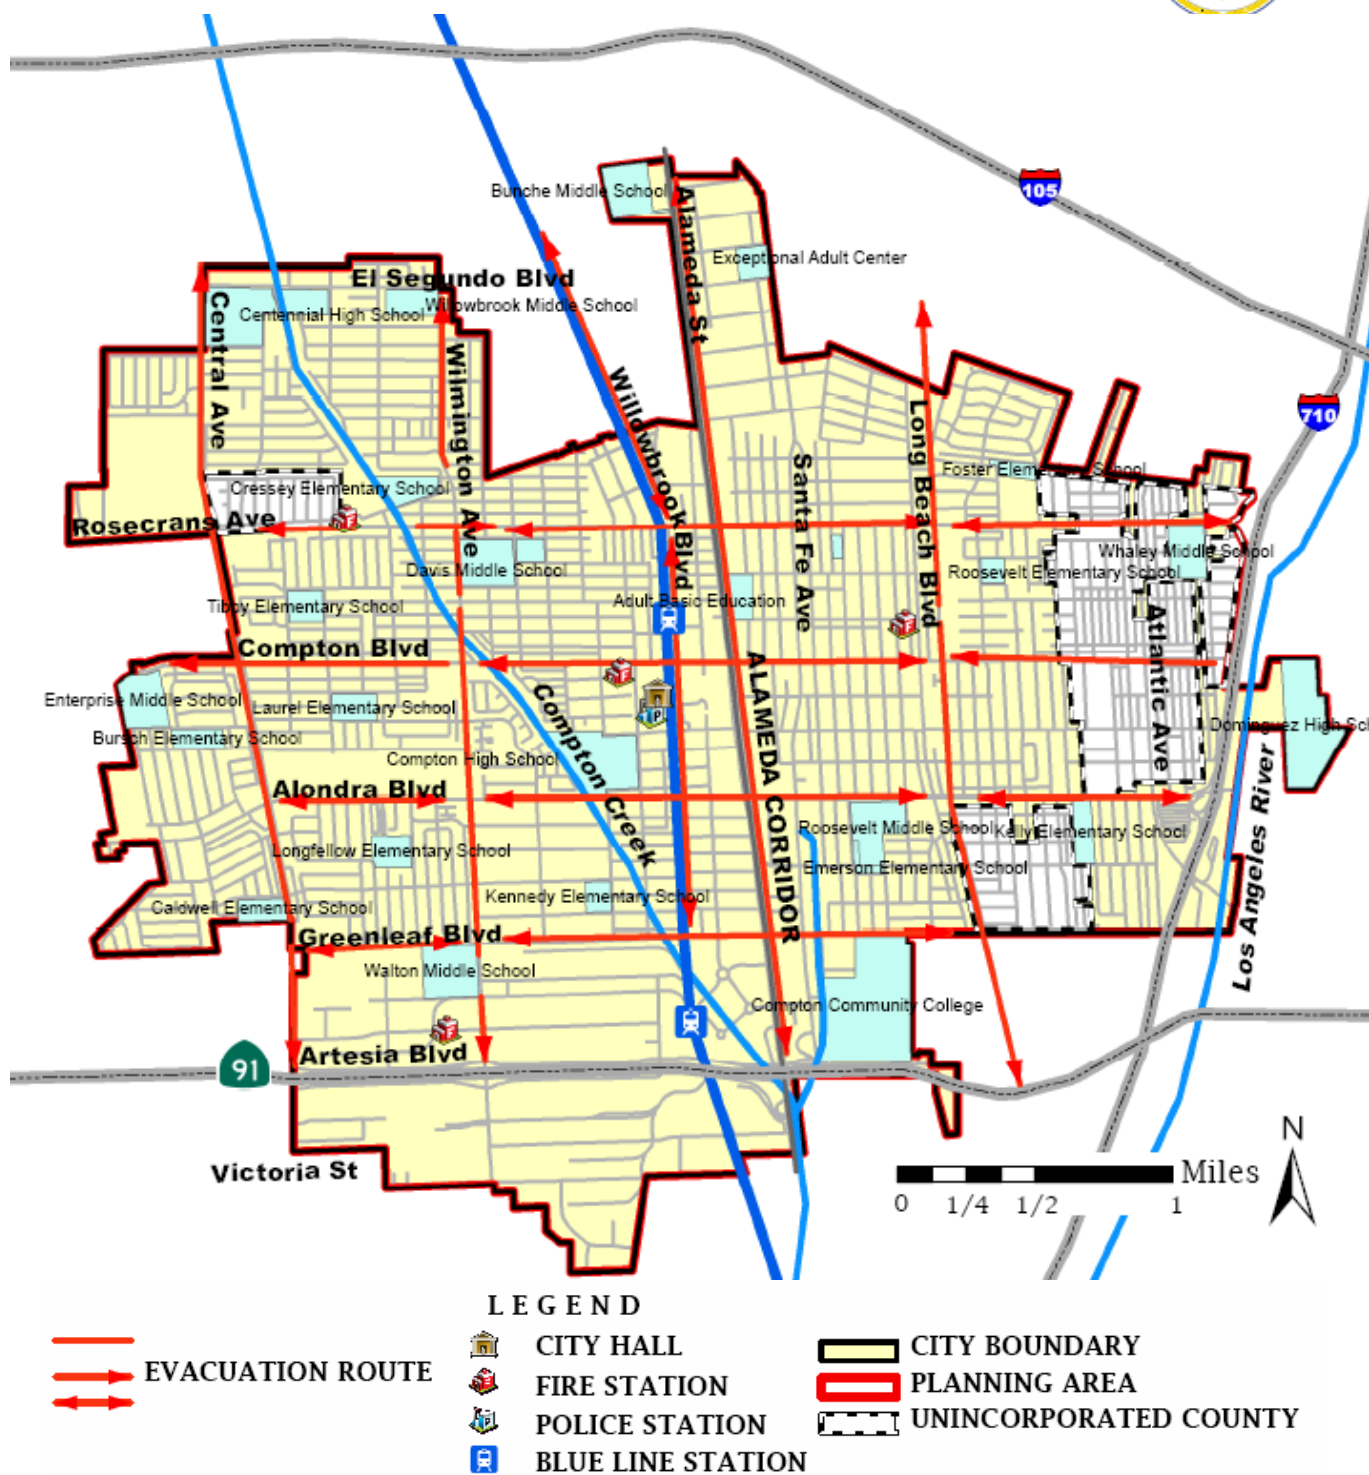 105
Bunche Middle School
Alameda St
Exceptional Adult Center
El Segundo Blvd
Willowbrook Middle School
Centennial High School
Central Ave
Wilmington Ave
Willowbrook Blvd
Long Beach Blvd
Santa Fe Ave
710
Foster Elementary School
Cressey Elementary School
Rosecrans Ave
Whaley Middle School
Davis Middle School
Roosevelt Elementary School
Adult Basic Education
Tibby Elementary School
Atlantic Ave
Compton Blvd
ALAMEDA CORRIDOR
Compton Creek
Enterprise Middle School
Laurel Elementary School
Bursch Elementary School
Dominguez High Sc
Compton High School
Alondra Blvd
Los Angeles River
Roosevelt Middle School
Kelly Elementary School
Longfellow Elementary School
Emerson Elementary School
Kennedy Elementary School
Caldwell Elementary School
Greenleaf Blvd
Walton Middle School
Compton Community College
Artesia Blvd
91
Victoria St
N
Miles
0 1/4 1/2 1
LEGEND
EVACUATION ROUTE
CITY HALL
FIRE STATION
POLICE STATION
BLUE LINE STATION
CITY BOUNDARY
PLANNING AREA
UNINCORPORATED COUNTY